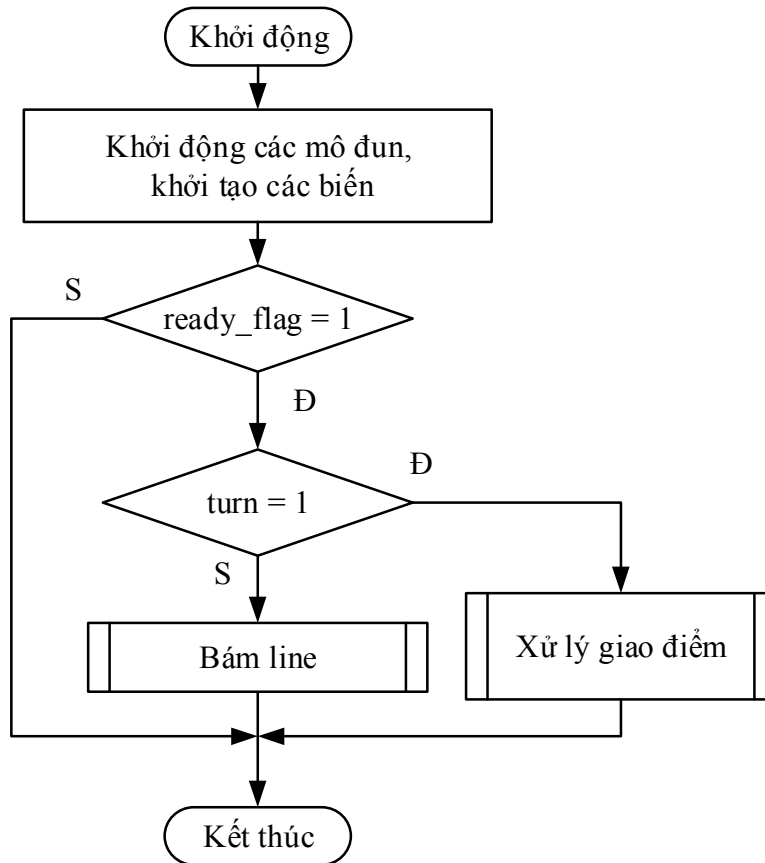 Khởi động
Khởi động các mô đun,
khởi tạo các biến
S
ready_flag = 1
Đ
Đ
turn = 1
S
Bám line
Xử lý giao điểm
Kết thúc